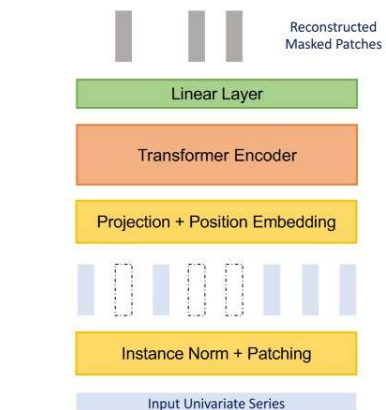 Reconstructed
Masked Patches
Linear Layer
Transformer Encoder
Projection + Position Embedding
Instance Norm + Patching
Input Univariate Series